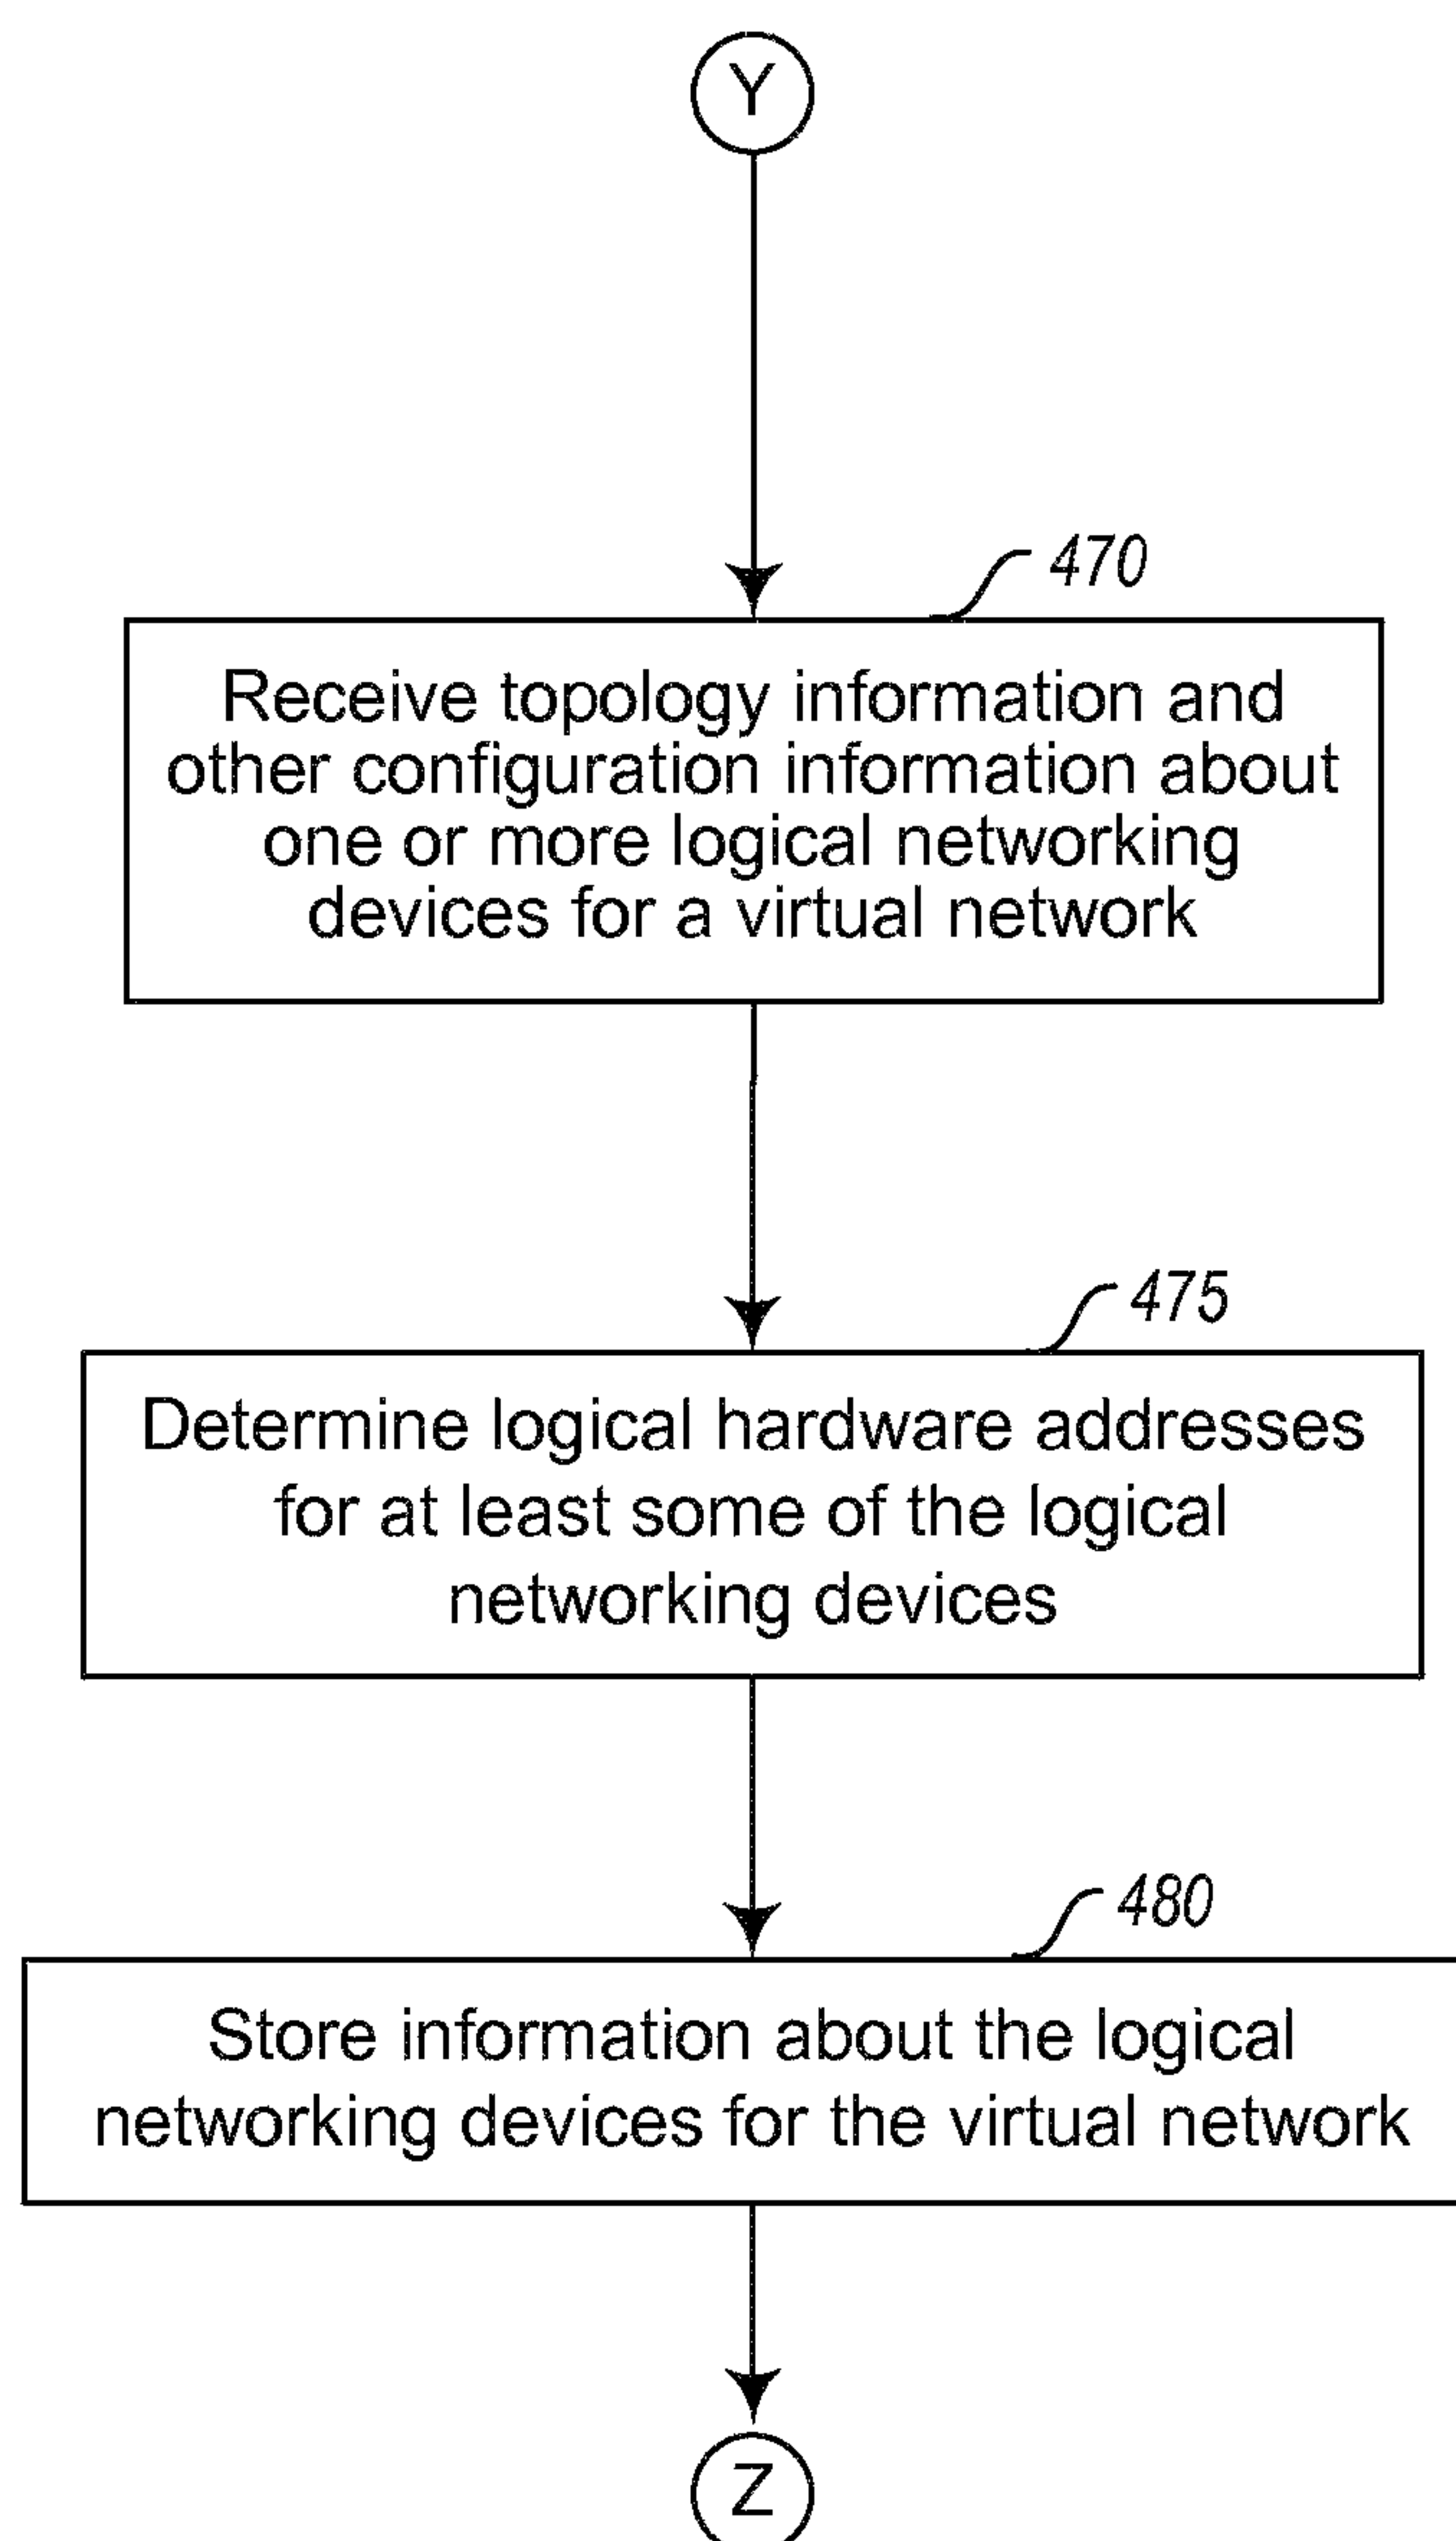 Y
470
Receive topology information and
other configuration information about
one or more logical networking
devices for a virtual network
475
Determine logical hardware addresses
for at least some of the logical
networking devices
480
Store information about the logical
networking devices for the virtual network
Z